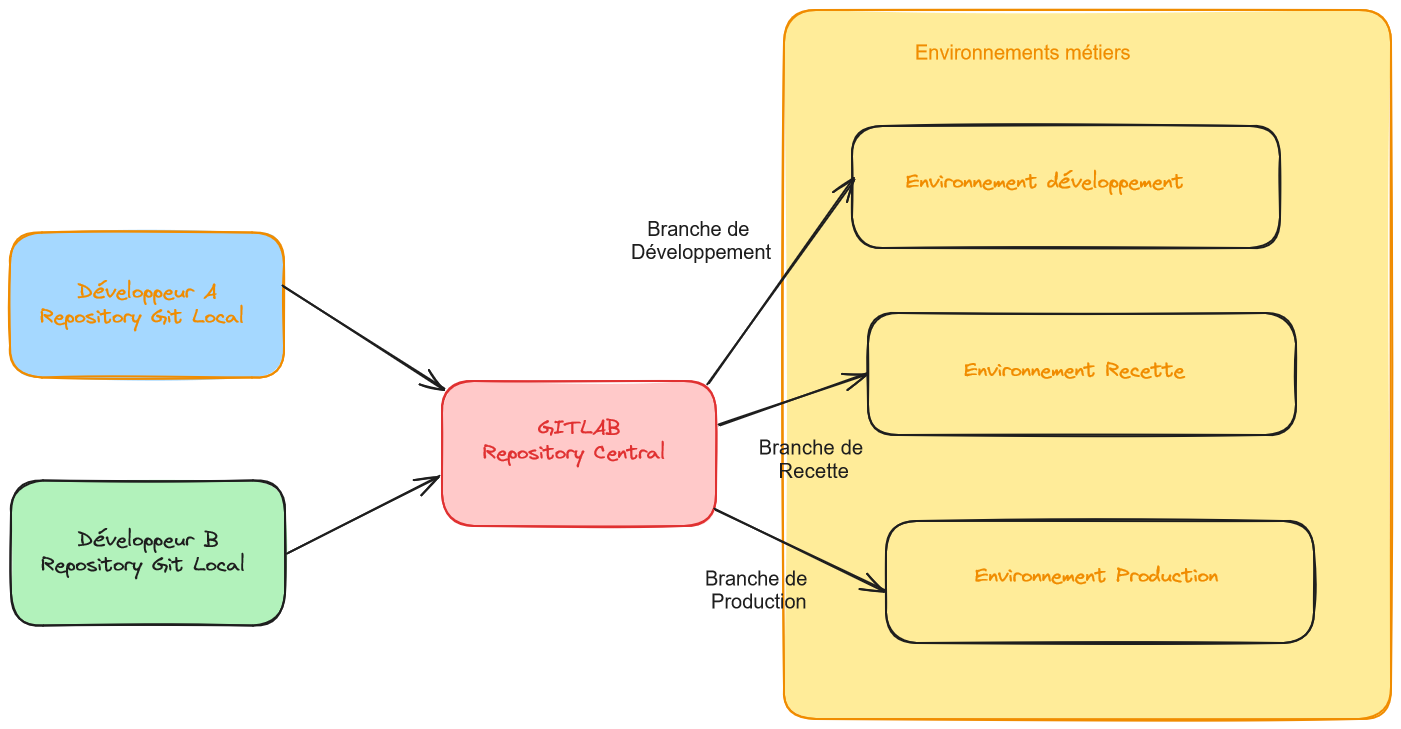 Environnements métiers
Environnement développement
Branche de
Développement
Développeur A
Repository Git Local
Environnement Recette
GITLAB
Repository Central
Branche de
Recette
Développeur B
Repository Git Local
Environnement Production
Branche de
Production